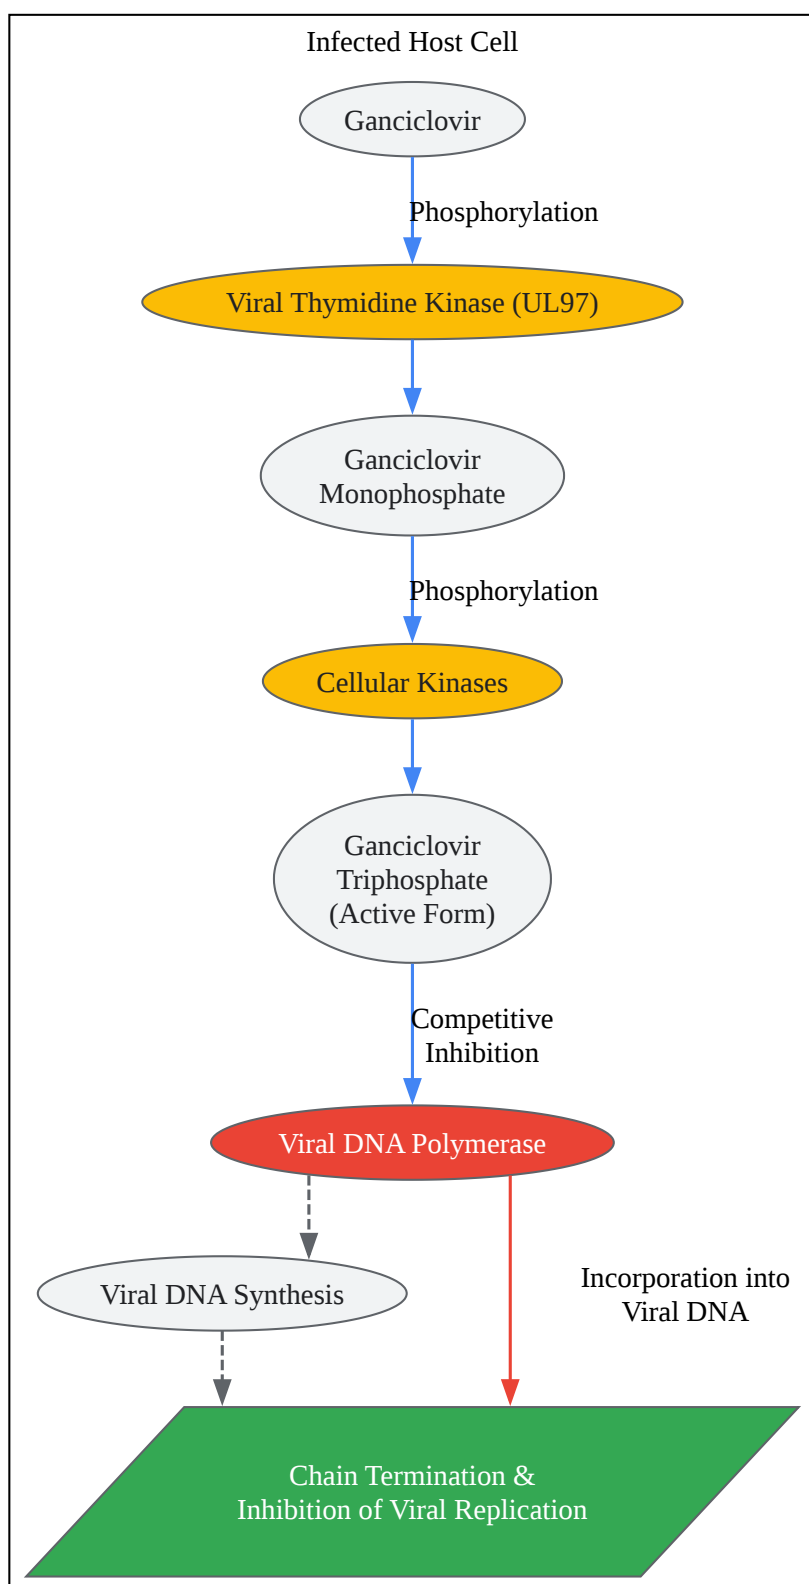 Infected Host Cell
Ganciclovir
Phosphorylation
Viral Thymidine Kinase (UL97)
Ganciclovir
Monophosphate
Phosphorylation
Cellular Kinases
Ganciclovir
Triphosphate
(Active Form)
Competitive
Inhibition
Viral DNA Polymerase
Viral DNA Synthesis
Incorporation into
Viral DNA
Chain Termination &
Inhibition of Viral Replication